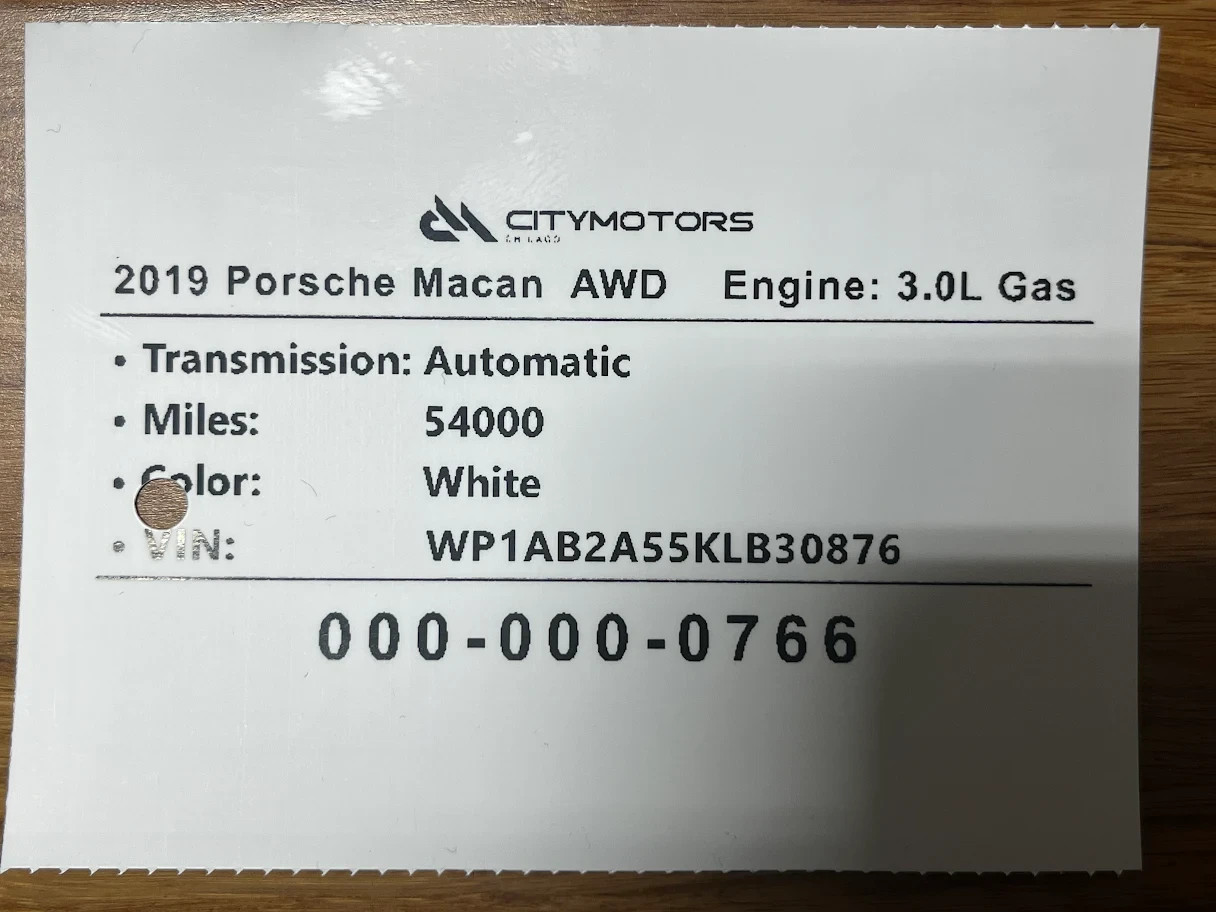 CITYMOTORS
CHICAGO
2019 Porsche Macan AWD Engine: 3.0L Gas
• Transmission: Automatic
• Miles: 54000
• Color: White
• VIN: WP1AB2A55KLB30876
000-000-0766